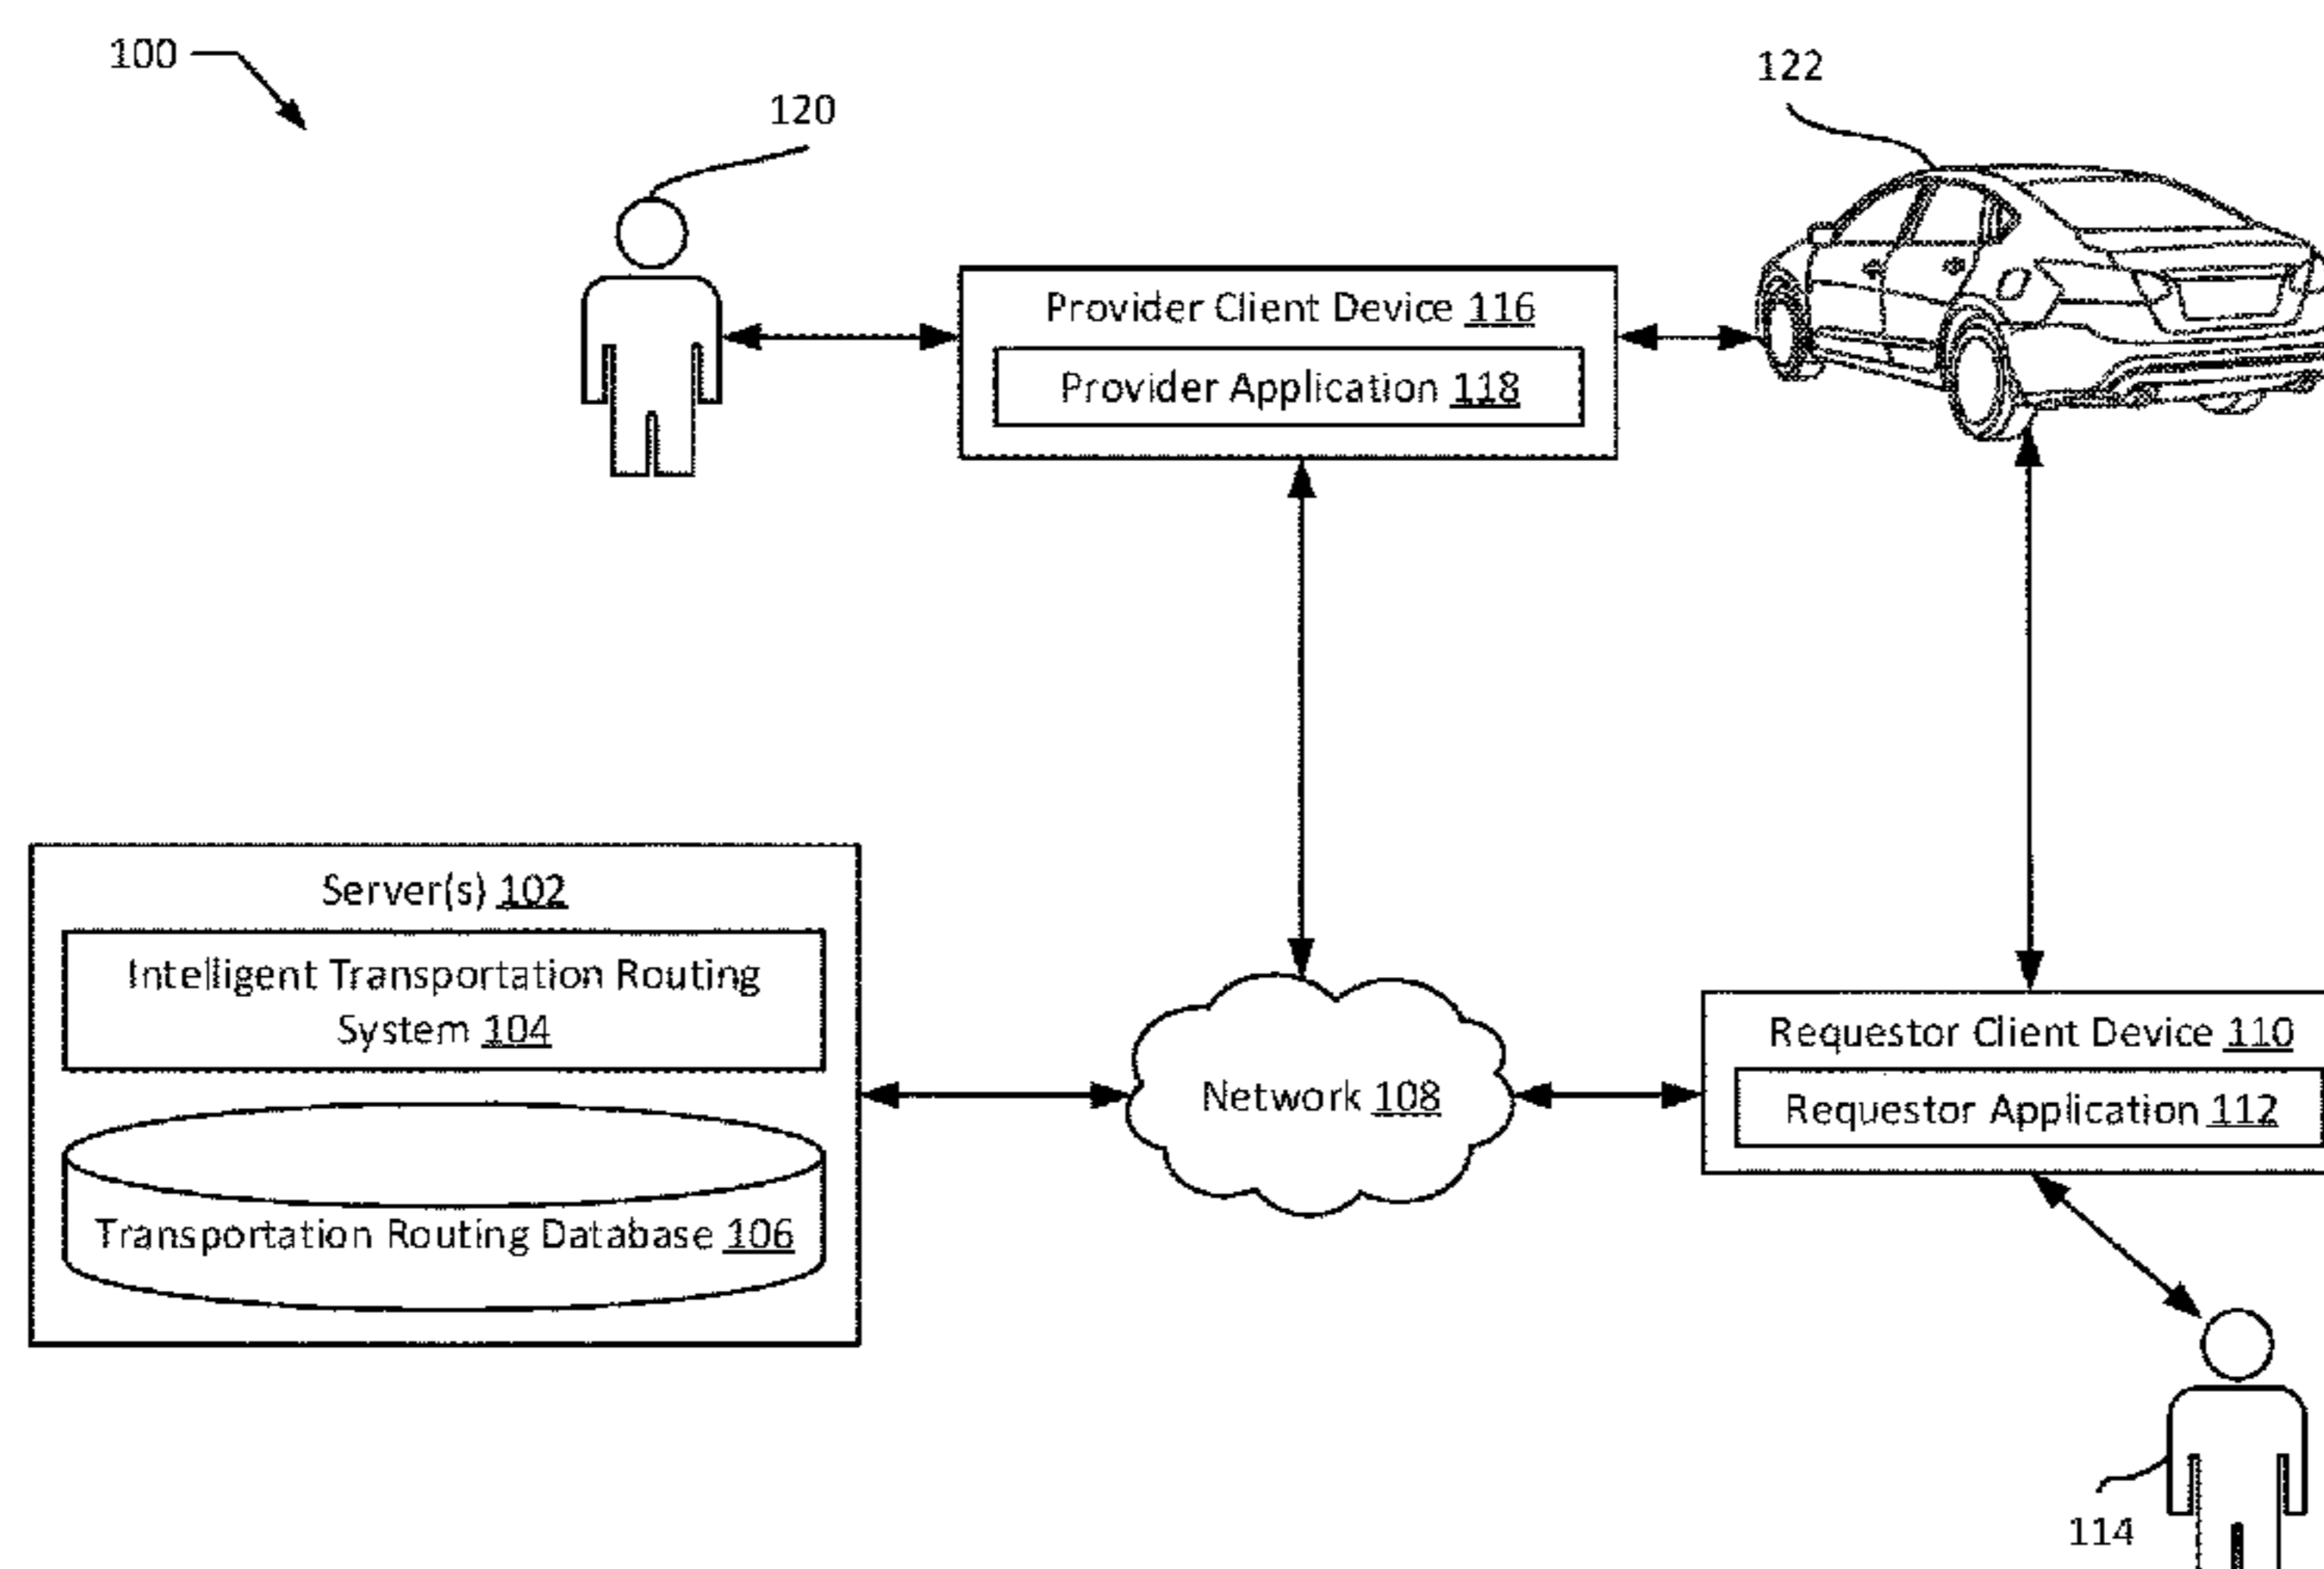 100
120
122
Provider Client Device 116
Provider Application 118
Server(s) 102
Intelligent Transportation Routing
System 104
Transportation Routing Database 106
Network 108
Requestor Client Device 110
Requestor Application 112
114